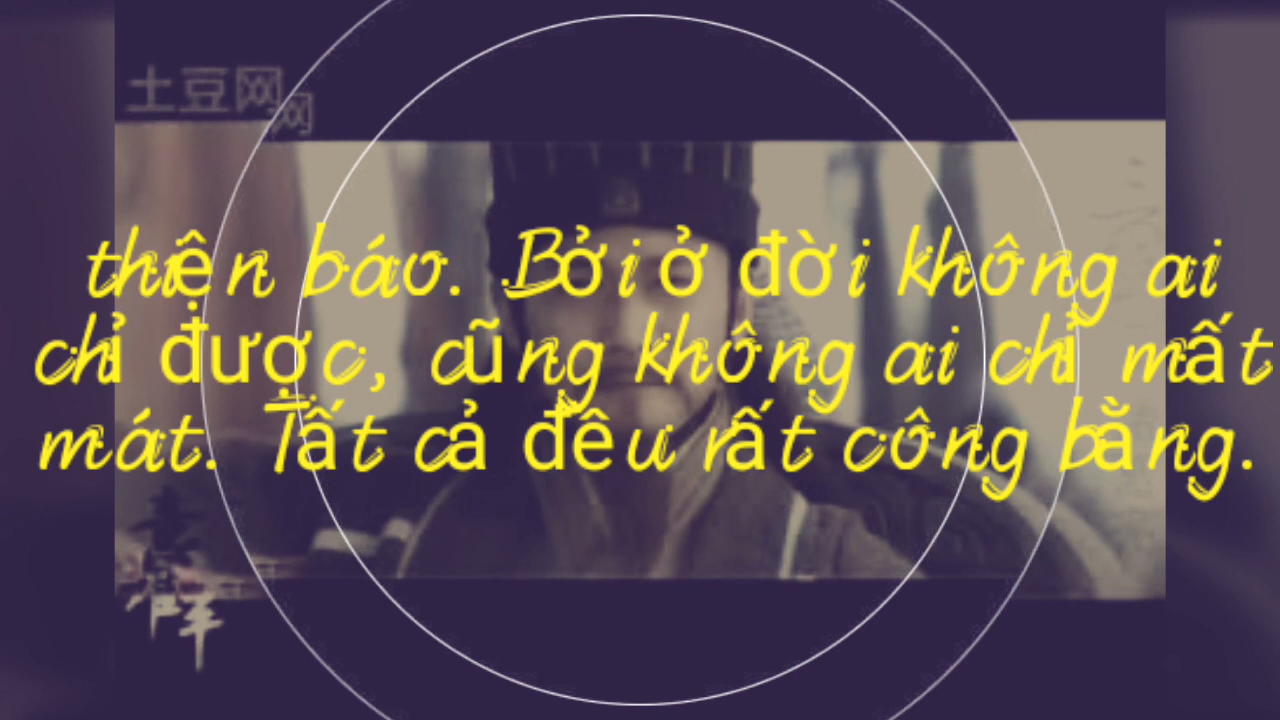 土豆网
网
thiện báo. Bởi ở đời không ai
chỉ được, cũng không ai chỉ mất
mát. Tất cả đều rất công bằng.